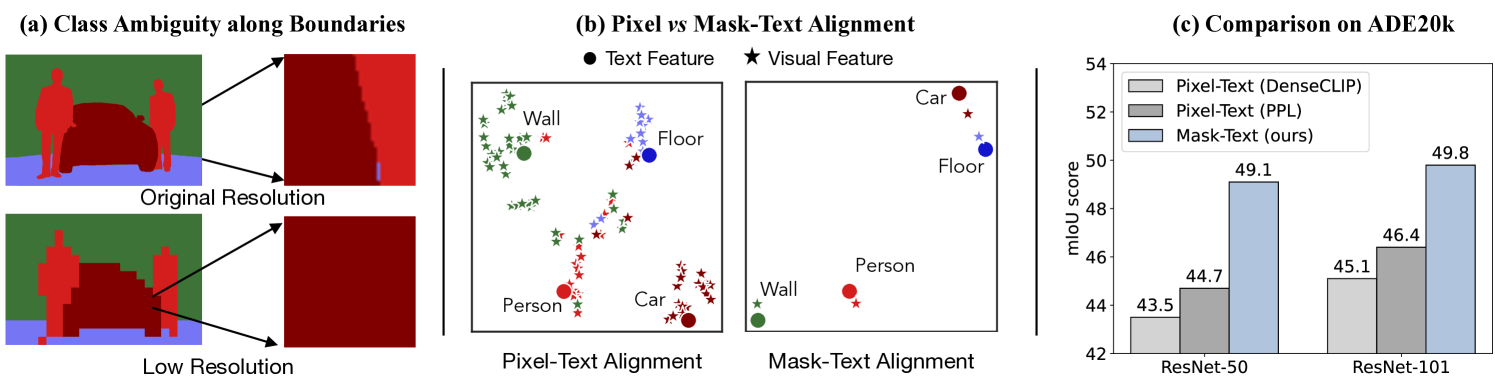 (a) Class Ambiguity along Boundaries
Original Resolution
Low Resolution
(b) Pixel vs Mask-Text Alignment
Text Feature
Visual Feature
Wall
Floor
Person
Car
Pixel-Text Alignment
Car
Floor
Person
Wall
Mask-Text Alignment
(c) Comparison on ADE20k
mIoU score
54
52
50
48
46
44
42
Pixel-Text (DenseCLIP)
Pixel-Text (PPL)
Mask-Text (ours)
43.5
44.7
49.1
45.1
46.4
49.8
ResNet-50
ResNet-101